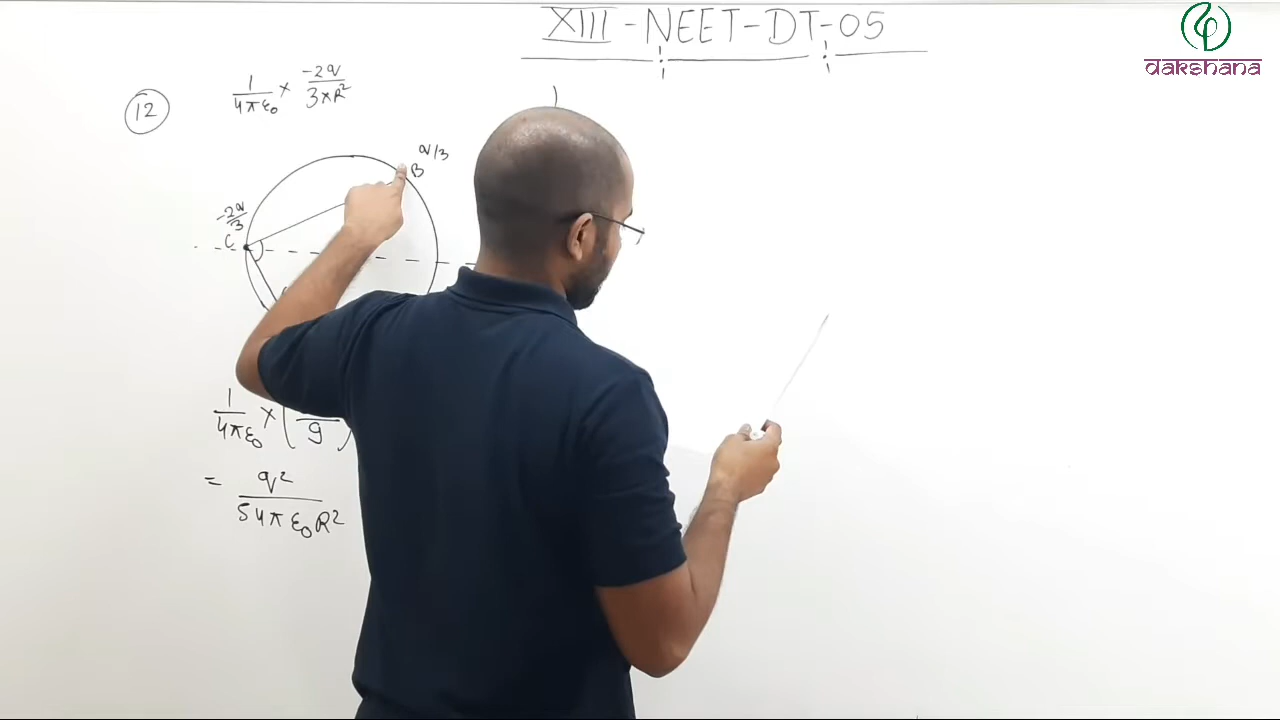 XIII - NEET - DT - 05
dakshana
12
1/4πε₀ × -2q/3×R²
q/3
B
-2q/3
C
1/4πε₀ × ( /9 )
= q²/54πε₀R²